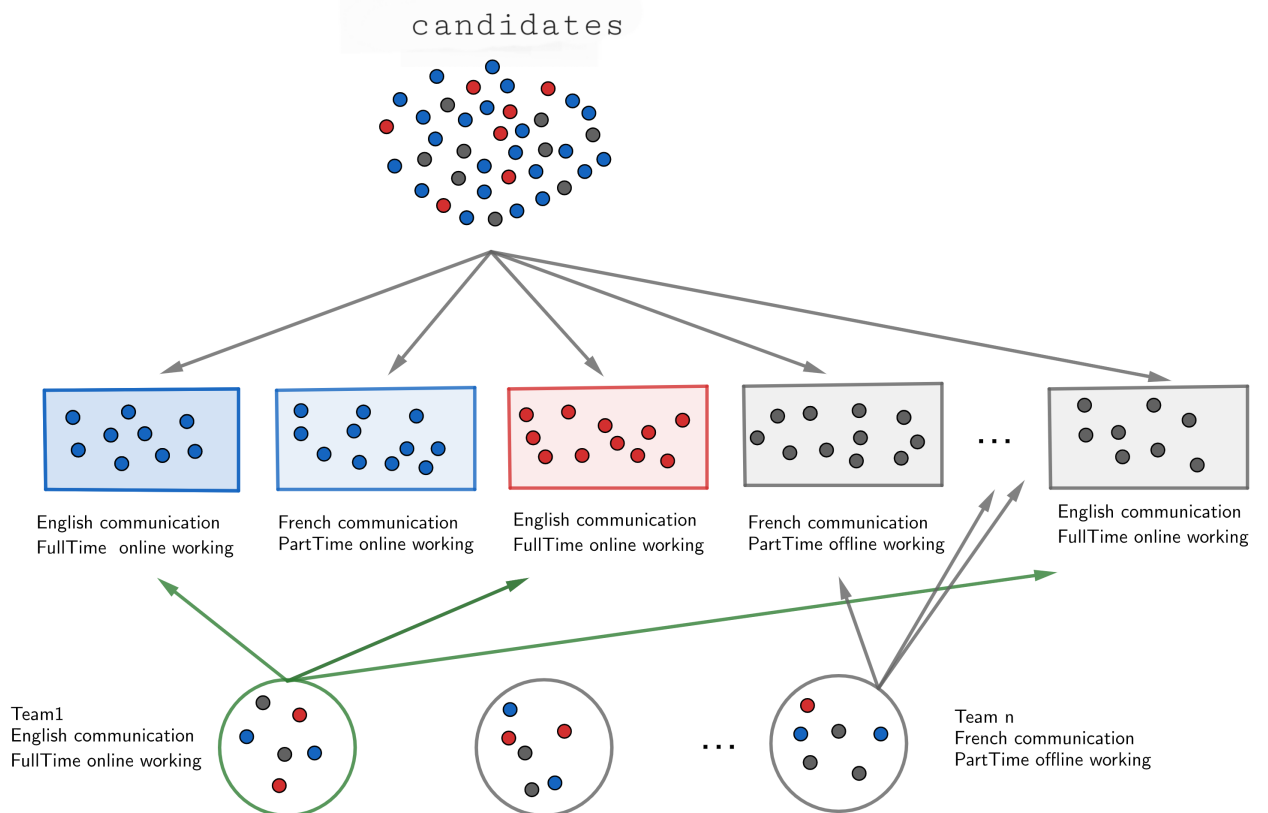 candidates
...
English communication
FullTime online working
French communication
PartTime online working
English communication
FullTime online working
French communication
PartTime offline working
English communication
FullTime online working
Team1
English communication
FullTime online working
...
Team n
French communication
PartTime offline working